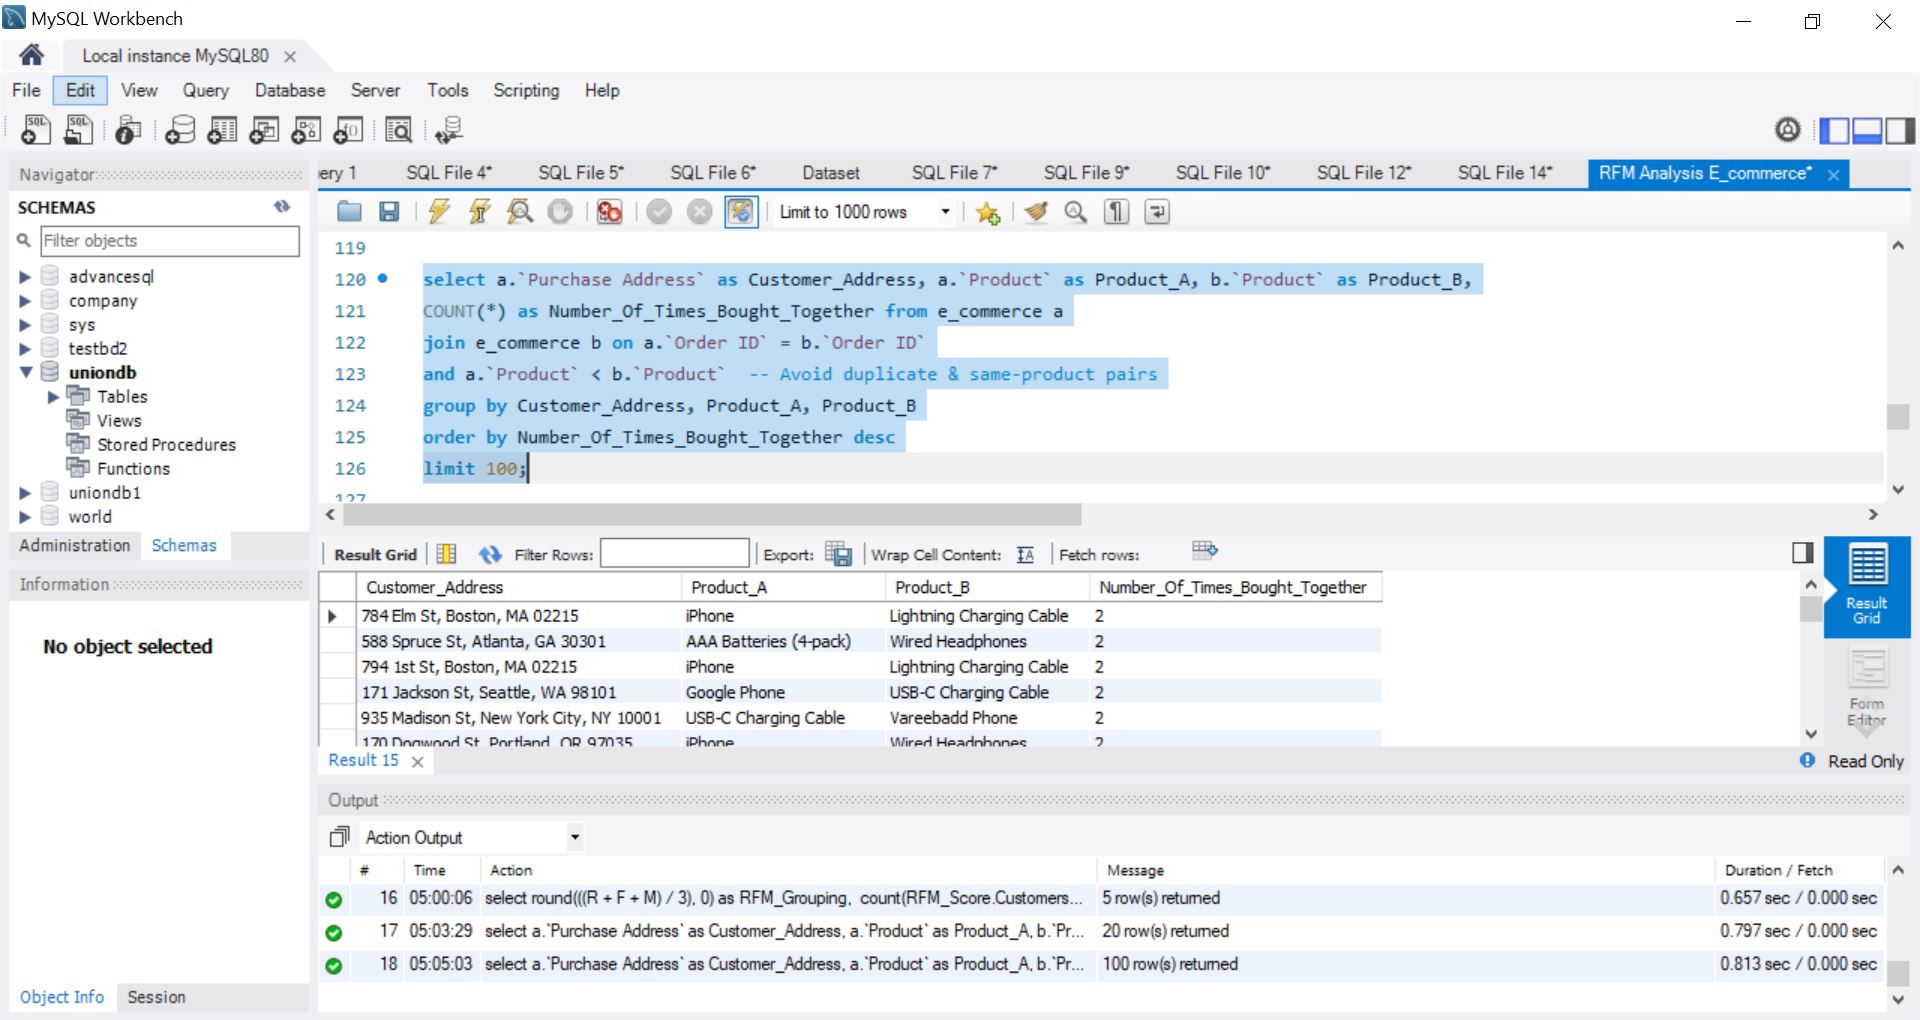 MySQL Workbench
Local instance MySQL80
File Edit View Query Database Server Tools Scripting Help
SQL SQL
Navigator
SCHEMAS
Filter objects
advancesql
company
sys
testbd2
uniondb
Tables
Views
Stored Procedures
Functions
uniondb1
world
Administration Schemas
Information
No object selected
Object Info Session
ery 1 SQL File 4* SQL File 5* SQL File 6* Dataset SQL File 7* SQL File 9* SQL File 10* SQL File 12* SQL File 14* RFM Analysis E_commerce*
Limit to 1000 rows
119
120 select a.`Purchase Address` as Customer_Address, a.`Product` as Product_A, b.`Product` as Product_B,
121 COUNT(*) as Number_Of_Times_Bought_Together from e_commerce a
122 join e_commerce b on a.`Order ID` = b.`Order ID`
123 and a.`Product` < b.`Product` -- Avoid duplicate & same-product pairs
124 group by Customer_Address, Product_A, Product_B
125 order by Number_Of_Times_Bought_Together desc
126 limit 100;
127
Result Grid Filter Rows: Export: Wrap Cell Content: Fetch rows:
Customer_Address Product_A Product_B Number_Of_Times_Bought_Together
784 Elm St, Boston, MA 02215 iPhone Lightning Charging Cable 2
588 Spruce St, Atlanta, GA 30301 AAA Batteries (4-pack) Wired Headphones 2
794 1st St, Boston, MA 02215 iPhone Lightning Charging Cable 2
171 Jackson St, Seattle, WA 98101 Google Phone USB-C Charging Cable 2
935 Madison St, New York City, NY 10001 USB-C Charging Cable Vareebadd Phone 2
170 Dogwood St, Portland, OR 97035 iPhone Wired Headphones 2
Result Grid
Form Editor
Result 15
Read Only
Output
Action Output
# Time Action Message Duration / Fetch
16 05:00:06 select round(((R + F + M) / 3), 0) as RFM_Grouping, count(RFM_Score.Customers... 5 row(s) returned 0.657 sec / 0.000 sec
17 05:03:29 select a.`Purchase Address` as Customer_Address, a.`Product` as Product_A, b.`Pr... 20 row(s) returned 0.797 sec / 0.000 sec
18 05:05:03 select a.`Purchase Address` as Customer_Address, a.`Product` as Product_A, b.`Pr... 100 row(s) returned 0.813 sec / 0.000 sec